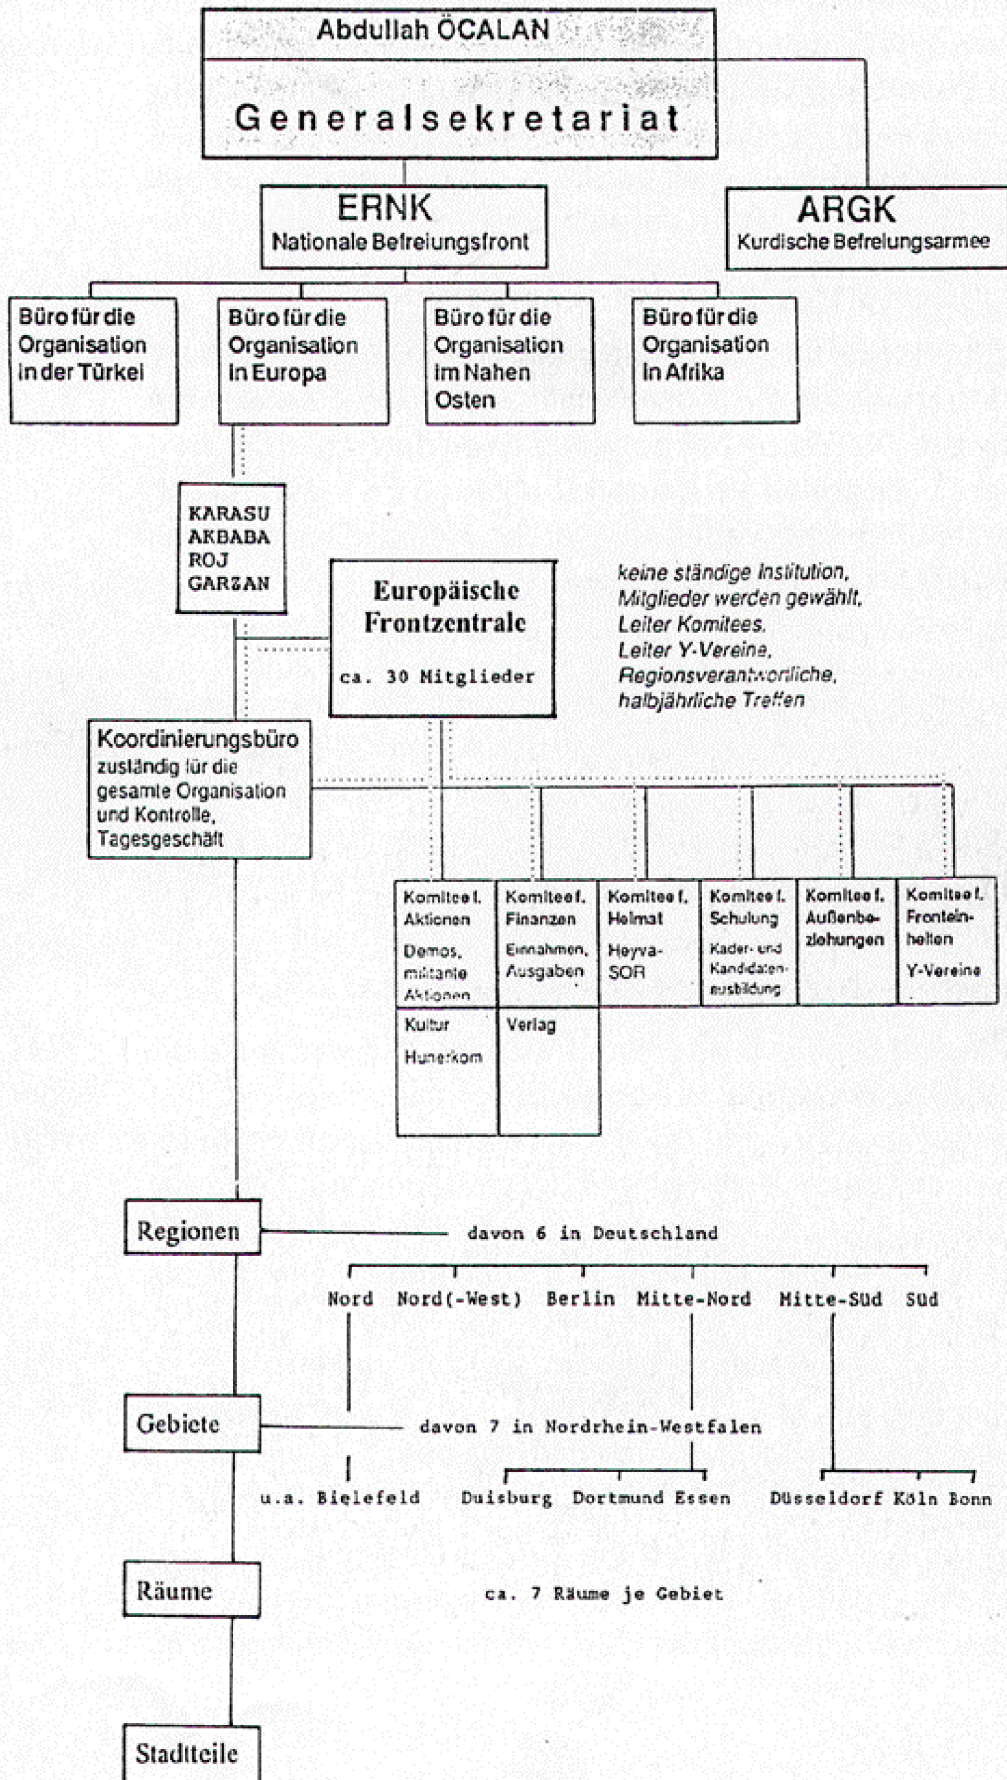 Abdullah ÖCALAN
Generalsekretariat
ERNK
Nationale Befreiungsfront
ARGK
Kurdische Befreiungsarmee
Büro für die
Organisation
in der Türkei
Büro für die
Organisation
in Europa
Büro für die
Organisation
im Nahen
Osten
Büro für die
Organisation
in Afrika
KARASU
AKBABA
ROJ
GARZAN
Europäische
Frontzentrale
ca. 30 Mitglieder
keine ständige Institution,
Mitglieder werden gewählt,
Leiter Komitees,
Leiter Y-Vereine,
Regionsverantwortliche,
halbjährliche Treffen
Koordinierungsbüro
zuständig für die
gesamte Organisation
und Kontrolle,
Tagesgeschäft
Komitee f.
Aktionen
Demos,
militante
Aktionen
Komitee f.
Finanzen
Einnahmen,
Ausgaben
Komitee f.
Heimat
Heyva-
SOR
Komitee f.
Schulung
Kader- und
Kandidaten-
ausbildung
Komitee f.
Außenbe-
ziehungen
Komitee f.
Frontein-
heiten
Y-Vereine
Kultur
Hunerkom
Verlag
Regionen
davon 6 in Deutschland
Nord Nord(-West) Berlin Mitte-Nord Mitte-Süd Süd
Gebiete
davon 7 in Nordrhein-Westfalen
u.a. Bielefeld Duisburg Dortmund Essen Düsseldorf Köln Bonn
Räume
ca. 7 Räume je Gebiet
Stadtteile